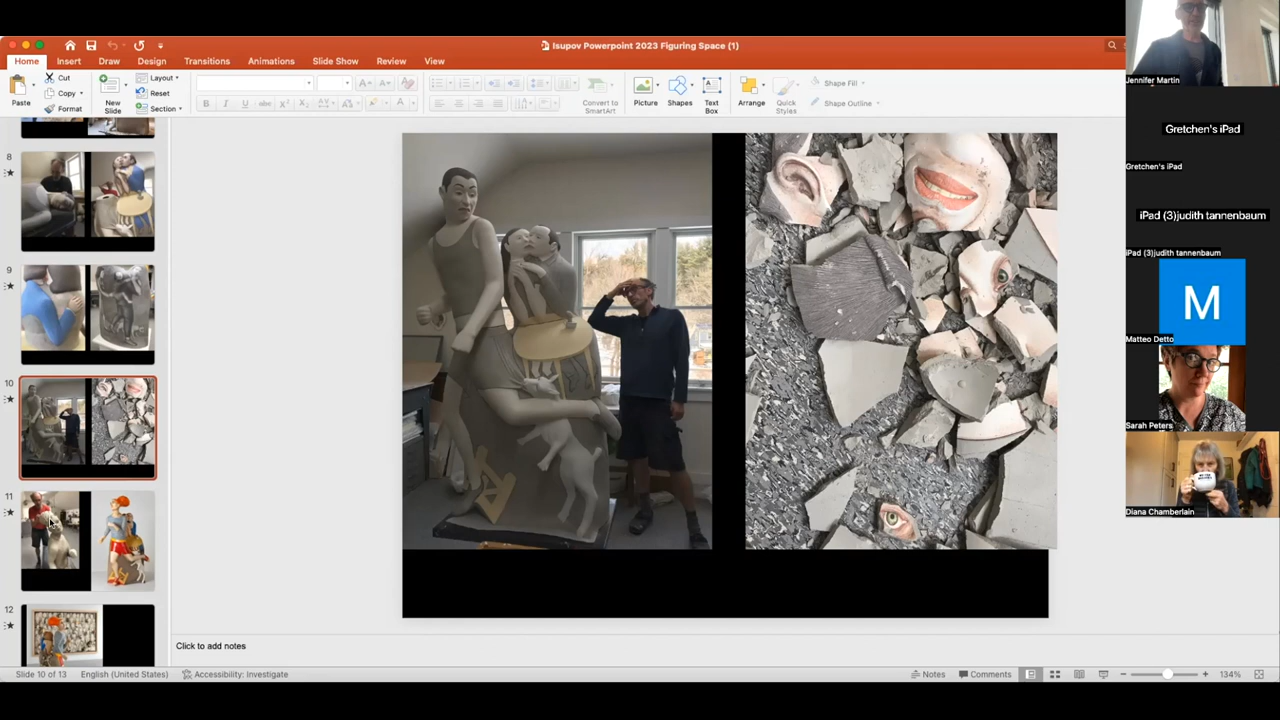 Isupov Powerpoint 2023 Figuring Space (1)
Home Insert Draw Design Transitions Animations Slide Show Review View
Paste
Cut
Copy
Format
New Slide
Layout
Reset
Section
B I U abc
Convert to SmartArt
Picture
Shapes
Text Box
Arrange
Quick Styles
Shape Fill
Shape Outline
8
9
10
11
12
Click to add notes
Slide 10 of 13 English (United States) Accessibility: Investigate
Notes Comments 134%
Jennifer Martin
Gretchen's iPad
Gretchen's iPad
iPad (3)judith tannenbaum
iPad (3)judith tannenbaum
M
Matteo Detto
Sarah Peters
Diana Chamberlain